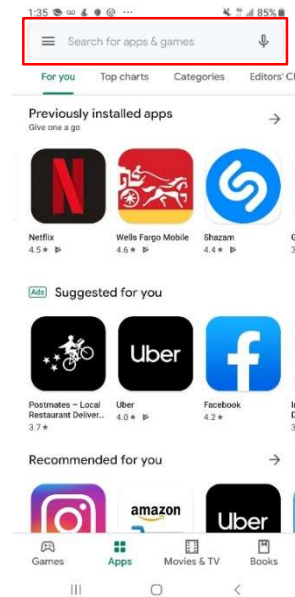 1:35 ... 85%
Search for apps & games
For you Top charts Categories Editors' C
Previously installed apps
Give one a go
Netflix Wells Fargo Mobile Shazam
4.5★ 4.6★ 4.4★
Ads Suggested for you
Uber
Postmates – Local Restaurant Deliver... Uber Facebook
3.7★ 4.0★ 4.2★
Recommended for you
amazon Uber
Games Apps Movies & TV Books